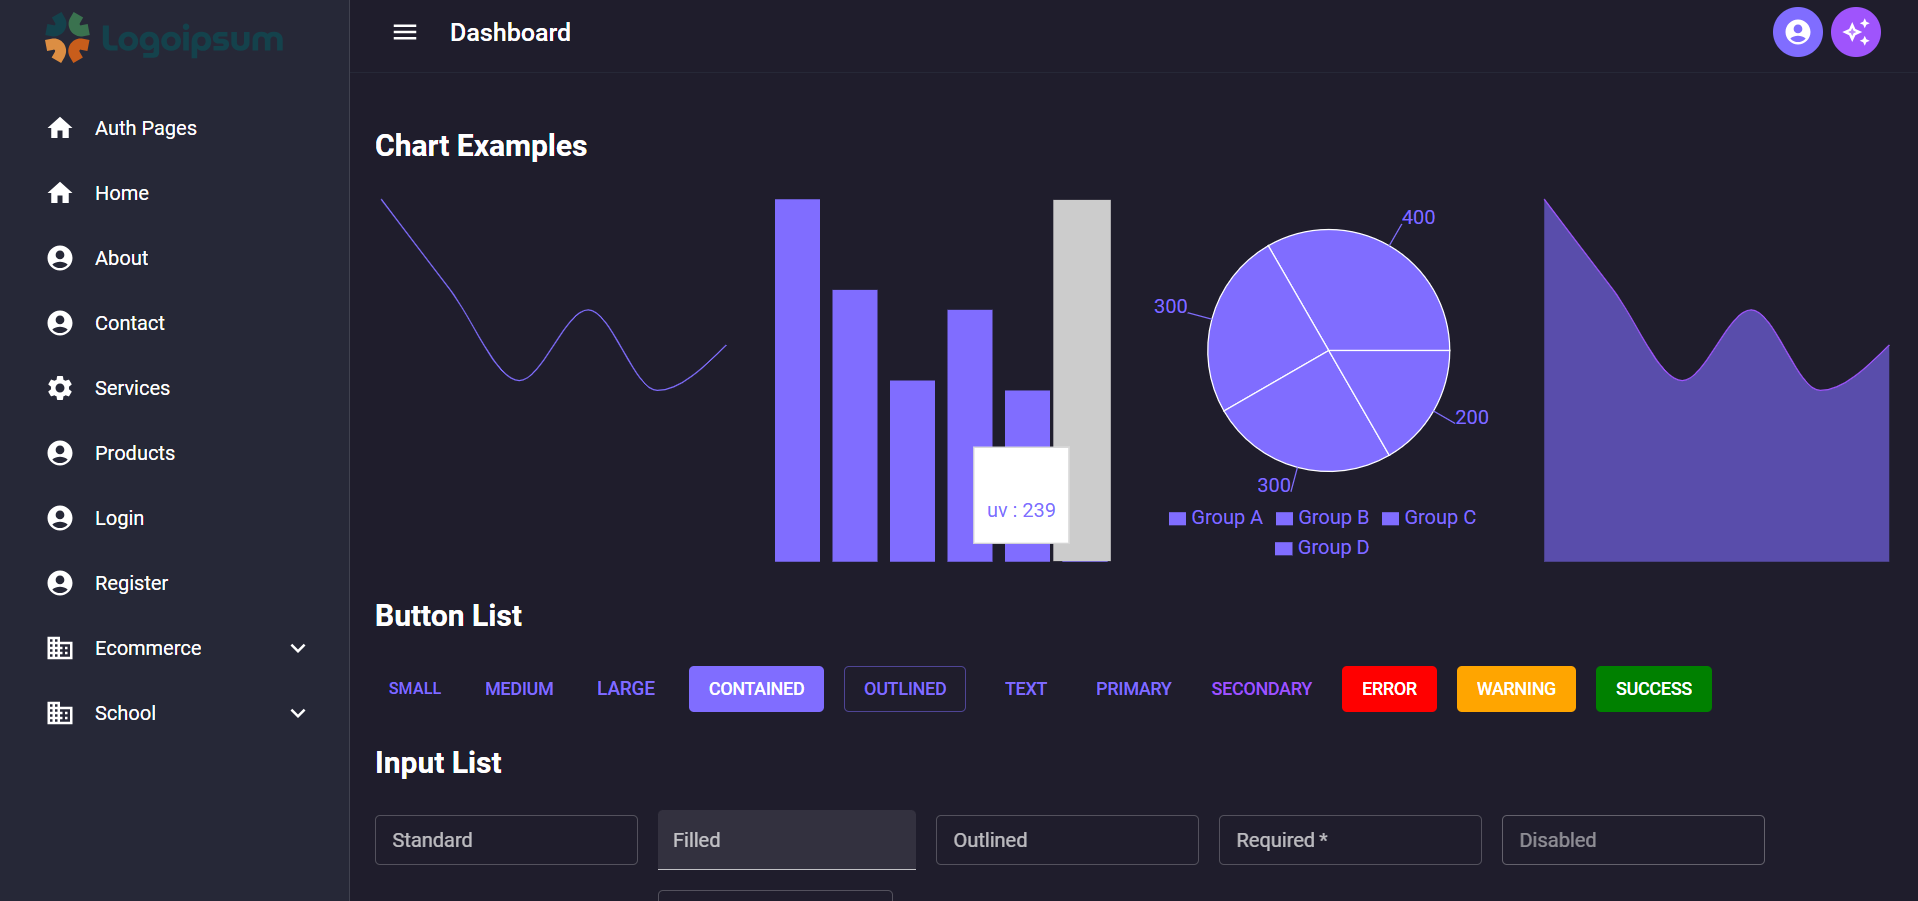 Logoipsum
Dashboard
Auth Pages
Home
About
Contact
Services
Products
Login
Register
Ecommerce
School
Chart Examples
uv : 239
400
300
200
300
Group A Group B Group C
Group D
Button List
SMALL MEDIUM LARGE CONTAINED OUTLINED TEXT PRIMARY SECONDARY ERROR WARNING SUCCESS
Input List
Standard Filled Outlined Required * Disabled